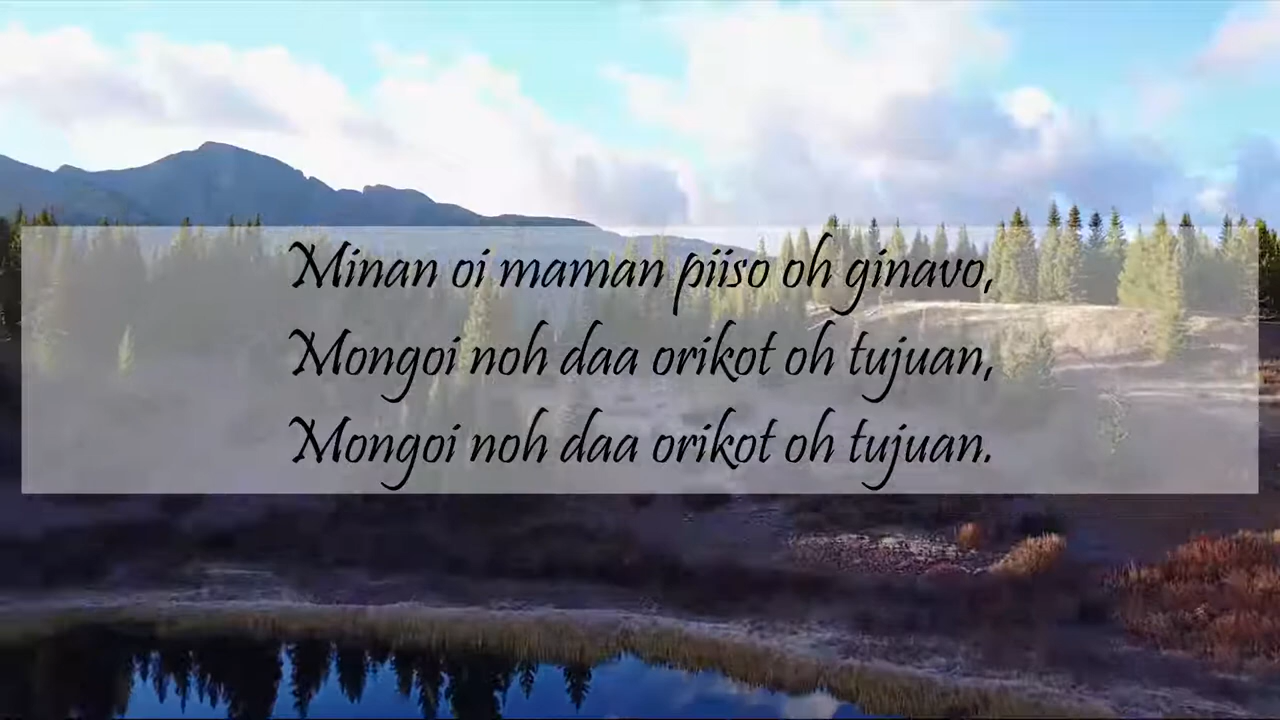 Minan oi maman piiso oh ginavo,
Mongoi noh daa orikot oh tujuan,
Mongoi noh daa orikot oh tujuan.